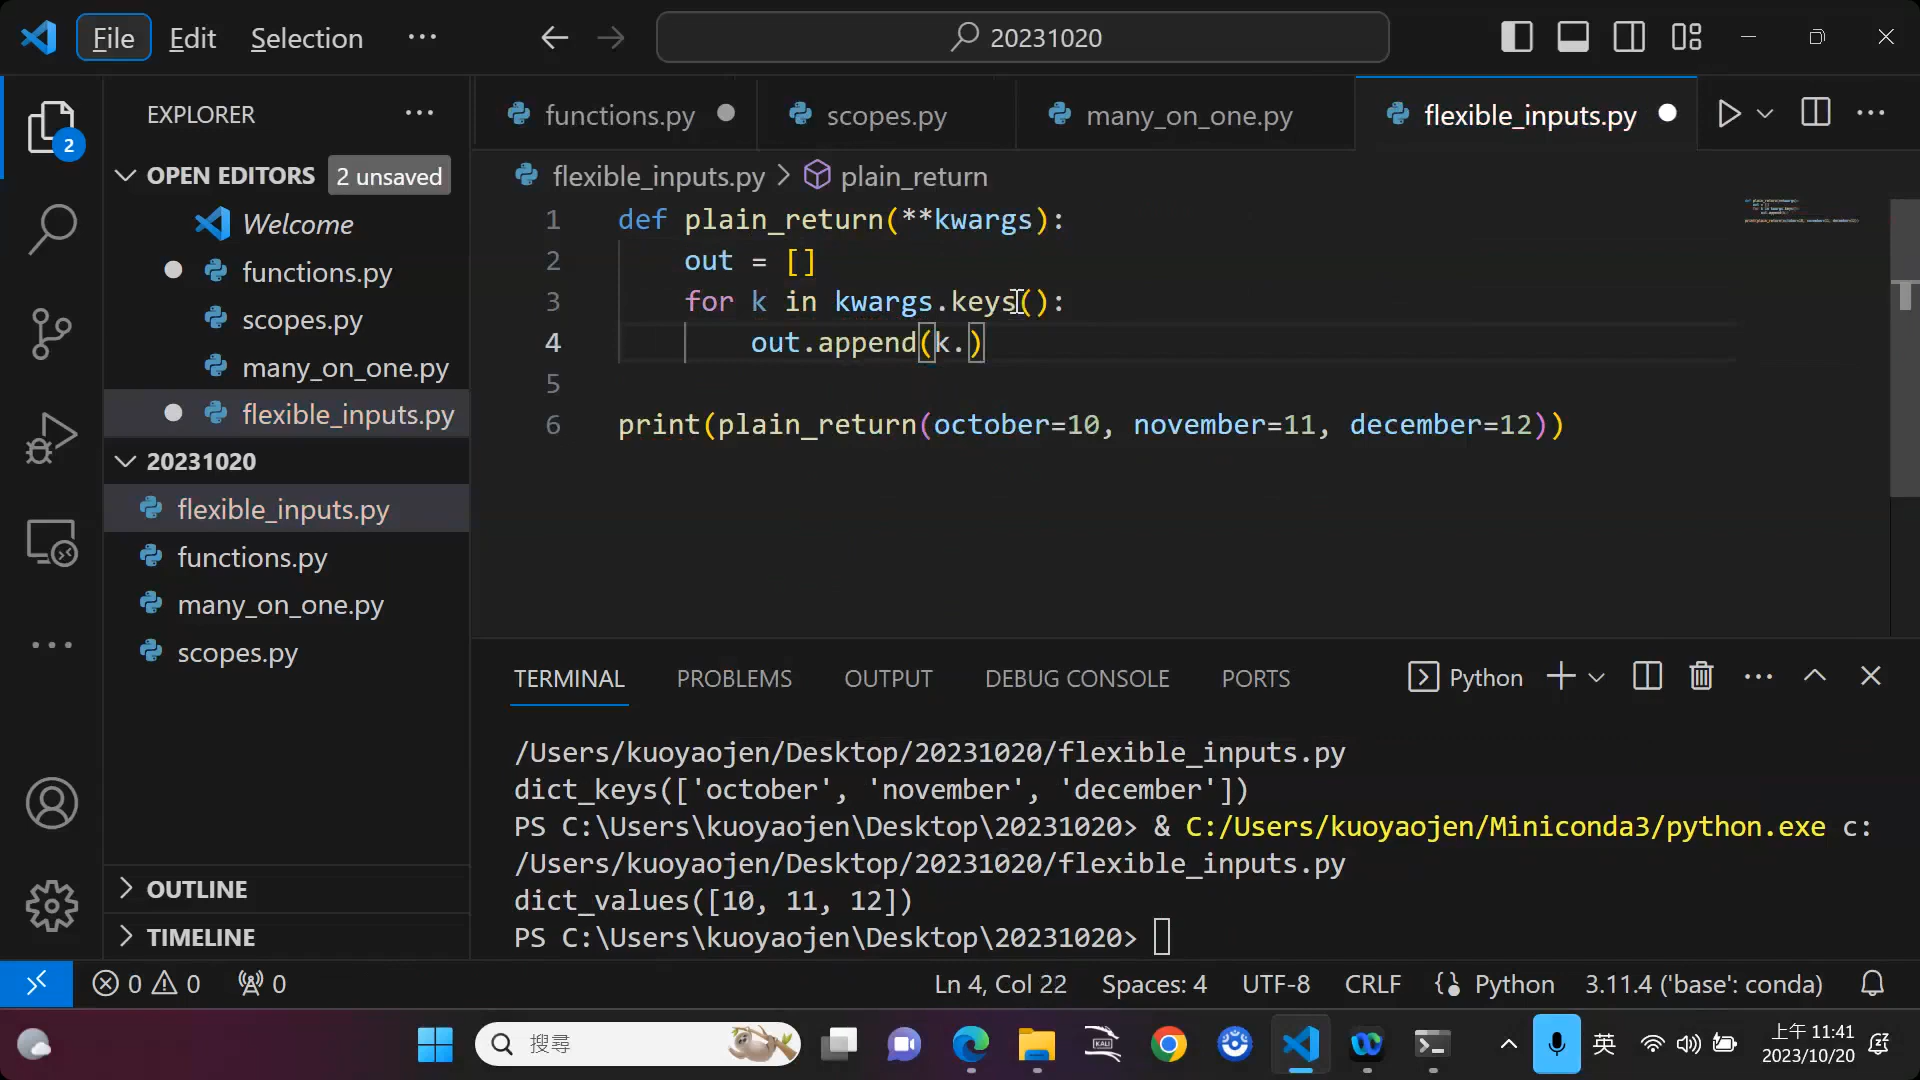 File Edit Selection ··· 20231020
EXPLORER ···
OPEN EDITORS 2 unsaved
Welcome
functions.py
scopes.py
many_on_one.py
flexible_inputs.py
20231020
flexible_inputs.py
functions.py
many_on_one.py
scopes.py
OUTLINE
TIMELINE
functions.py scopes.py many_on_one.py flexible_inputs.py
flexible_inputs.py > plain_return
1 def plain_return(**kwargs):
2 out = []
3 for k in kwargs.keys():
4 out.append(k.)
5
6 print(plain_return(october=10, november=11, december=12))
TERMINAL PROBLEMS OUTPUT DEBUG CONSOLE PORTS Python
/Users/kuoyaojen/Desktop/20231020/flexible_inputs.py
dict_keys(['october', 'november', 'december'])
PS C:\Users\kuoyaojen\Desktop\20231020> & C:/Users/kuoyaojen/Miniconda3/python.exe c:
/Users/kuoyaojen/Desktop/20231020/flexible_inputs.py
dict_values([10, 11, 12])
PS C:\Users\kuoyaojen\Desktop\20231020>
2
0 0 0 Ln 4, Col 22 Spaces: 4 UTF-8 CRLF Python 3.11.4 ('base': conda)
搜尋 KALI 英 上午 11:41
2023/10/20